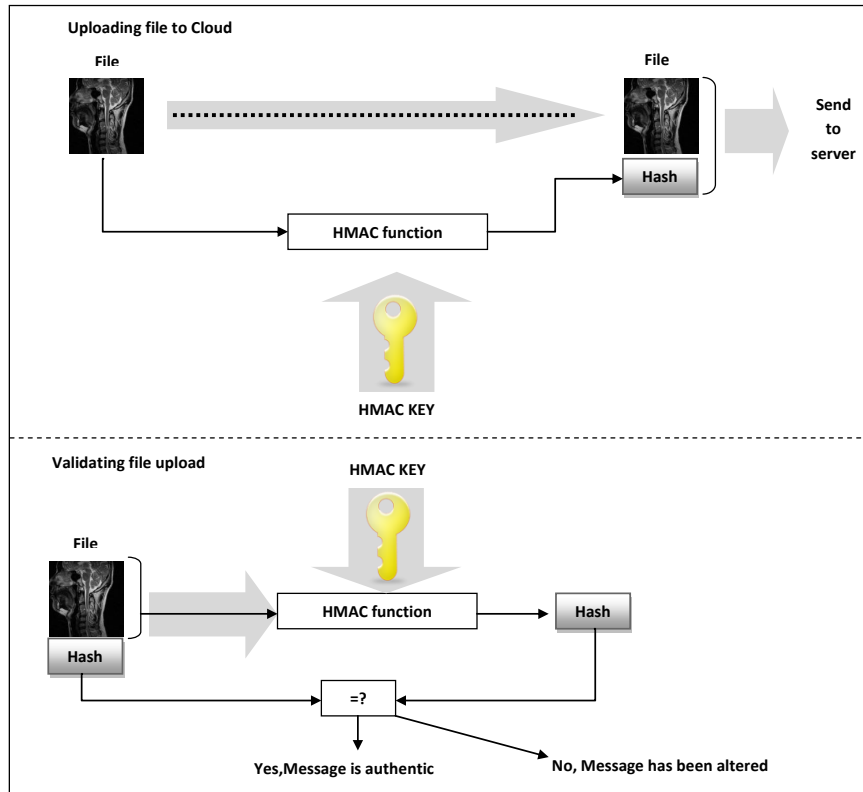 Uploading file to Cloud
File
File
Send
to
server
Hash
HMAC function
HMAC KEY
Validating file upload
HMAC KEY
File
HMAC function
Hash
Hash
=?
Yes,Message is authentic
No, Message has been altered